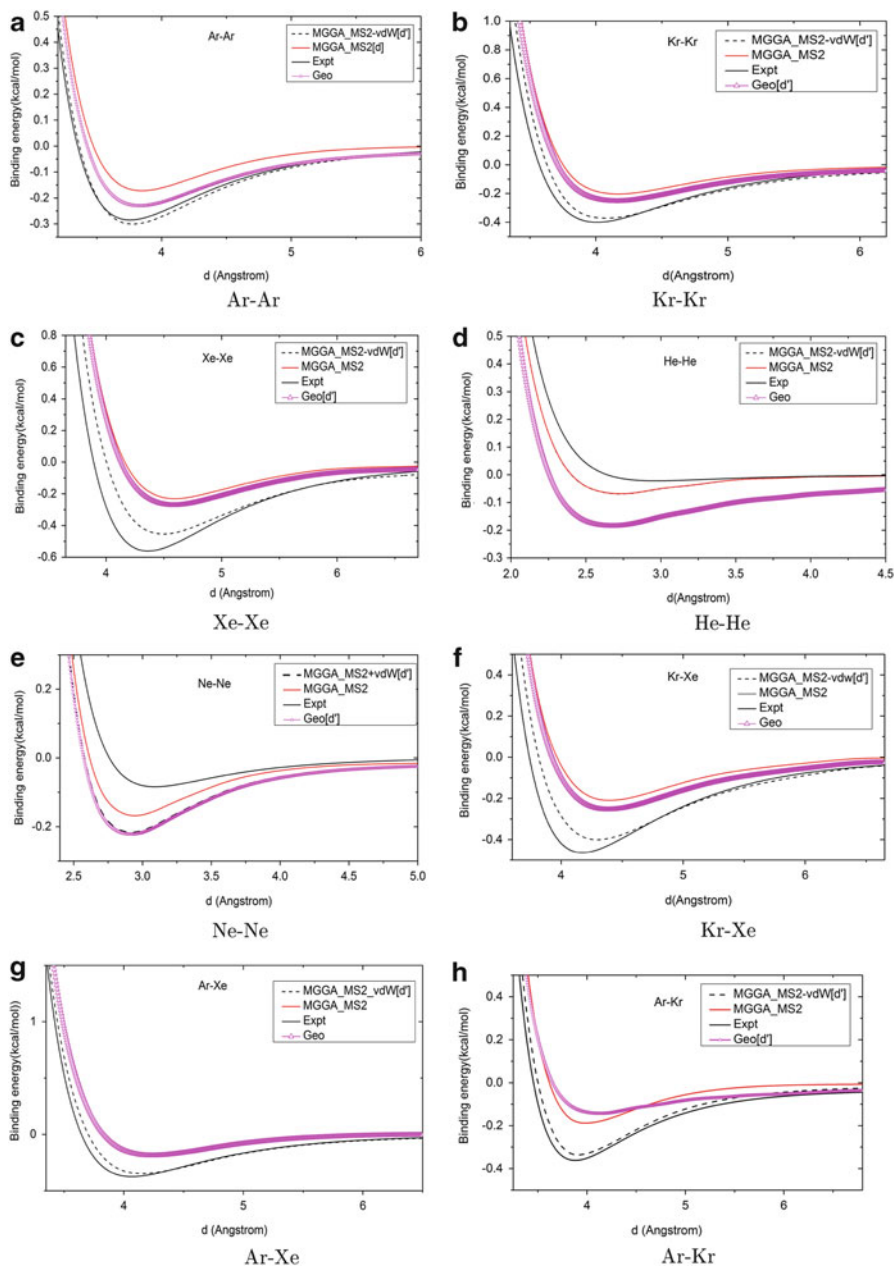 a
Ar-Ar
MGGA_MS2-vdW[d']
MGGA_MS2[d]
Expt
Geo
Binding energy(kcal/mol)
0.5
0.4
0.3
0.2
0.1
0.0
-0.1
-0.2
-0.3
4
5
6
d (Angstrom)
Ar-Ar
b
Kr-Kr
MGGA_MS2-vdW[d']
MGGA_MS2
Expt
Geo[d']
Binding energy(kcal/mol)
1.0
0.8
0.6
0.4
0.2
0.0
-0.2
-0.4
4
5
6
d(Angstrom)
Kr-Kr
c
Xe-Xe
MGGA_MS2-vdW[d']
MGGA_MS2
Expt
Geo[d']
Binding energy(kcal/mol)
0.8
0.6
0.4
0.2
0.0
-0.2
-0.4
-0.6
4
5
6
d (Angstrom)
Xe-Xe
d
He-He
MGGA_MS2-vdW[d']
MGGA_MS2
Exp
Geo
Binding energy(kcal/mol)
0.5
0.4
0.3
0.2
0.1
0.0
-0.1
-0.2
-0.3
2.0
2.5
3.0
3.5
4.0
4.5
d(Angstrom)
He-He
e
Ne-Ne
MGGA_MS2+vdW[d']
MGGA_MS2
Expt
Geo[d']
Binding energy(kcal/mol)
0.2
0.0
-0.2
2.5
3.0
3.5
4.0
4.5
5.0
d (Angstrom)
Ne-Ne
f
Kr-Xe
MGGA_MS2-vdw[d']
MGGA_MS2
Expt
Geo
Binding energy(kcal/mol)
0.4
0.2
0.0
-0.2
-0.4
4
5
6
d(Angstrom)
Kr-Xe
g
Ar-Xe
MGGA_MS2_vdW[d']
MGGA_MS2
Expt
Geo
Binding energy(kcal/mol))
1
0
4
5
6
d (Angstrom)
Ar-Xe
h
Ar-Kr
MGGA_MS2-vdW[d']
MGGA_MS2
Expt
Geo[d']
Binding energy(kcal/mol)
0.4
0.2
0.0
-0.2
-0.4
4
5
6
d (Angstrom)
Ar-Kr